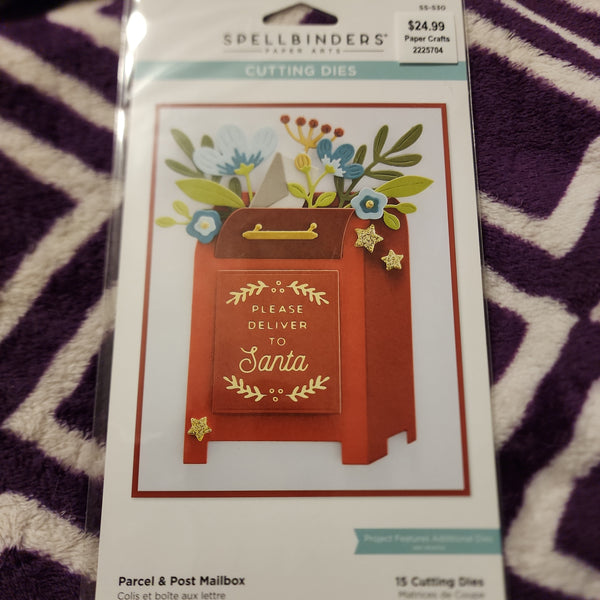 S5-530
$24.99
Paper Crafts
2225704
SPELLBINDERS
PAPER ARTS
CUTTING DIES
PLEASE
DELIVER
TO
Santa
Project Features Additional Dies
Parcel & Post Mailbox
15 Cutting Dies
Colis et boîte aux lettre
Matrices de Coupe